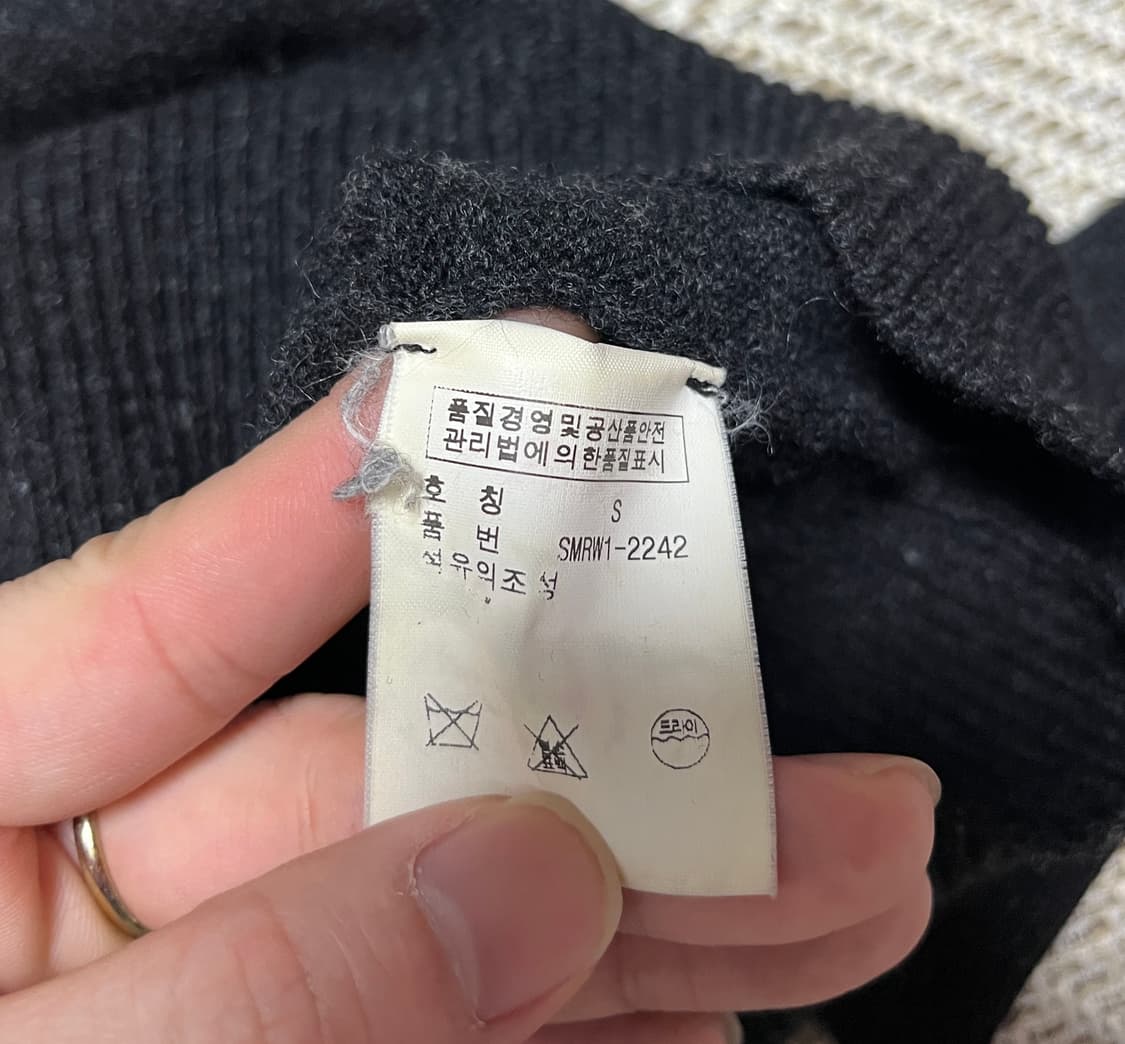 품질경영및공산품안전
관리법에의한품질표시
호 칭 S
품 번 SMRW1-2242
섬유의조성
드라이